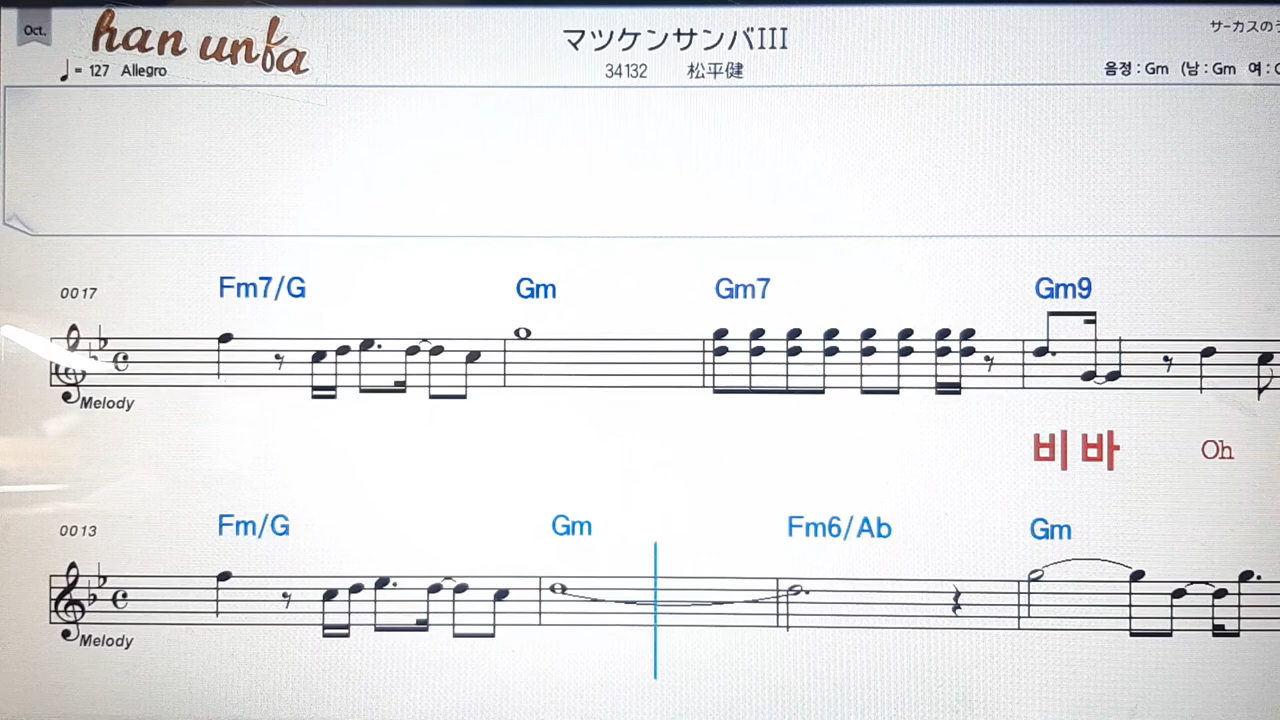 Oct.
han unfa
マツケンサンバIII
サーカスの
= 127 Allegro
34132 松平健
음정 : Gm (남 : Gm 여 :
0017 Fm7/G Gm Gm7 Gm9
Melody
비 바 Oh
0013 Fm/G Gm Fm6/Ab Gm
Melody